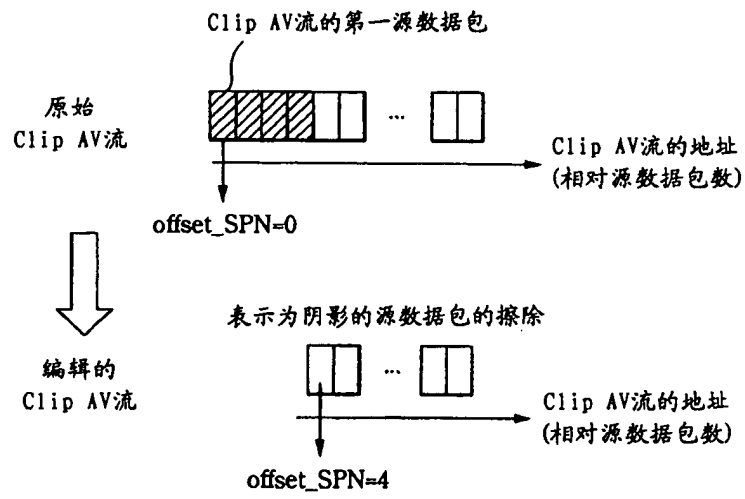 Clip AV流的第一源数据包
原始
Clip AV流
...
Clip AV流的地址
(相对源数据包数)
offset_SPN=0
表示为阴影的源数据包的擦除
编辑的
Clip AV流
...
Clip AV流的地址
(相对源数据包数)
offset_SPN=4